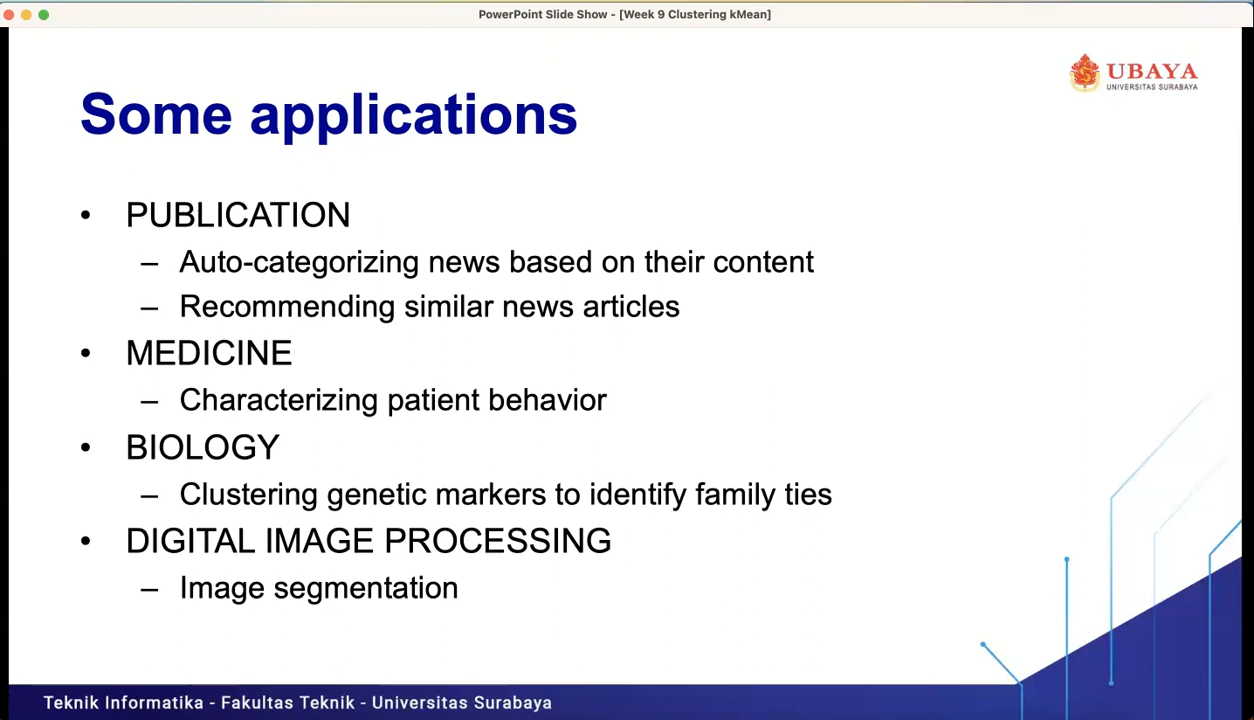 PowerPoint Slide Show - [Week 9 Clustering kMean]
UBAYA
UNIVERSITAS SURABAYA
Some applications
• PUBLICATION
– Auto-categorizing news based on their content
– Recommending similar news articles
• MEDICINE
– Characterizing patient behavior
• BIOLOGY
– Clustering genetic markers to identify family ties
• DIGITAL IMAGE PROCESSING
– Image segmentation
Teknik Informatika - Fakultas Teknik - Universitas Surabaya